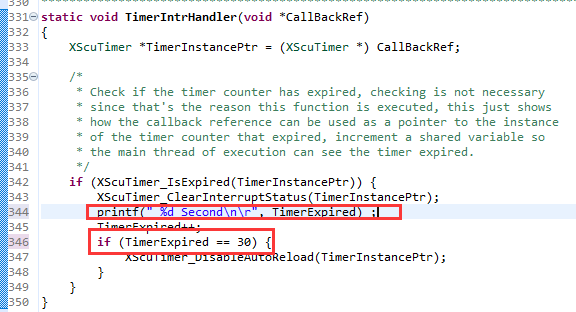 330
331 static void TimerIntrHandler(void *CallBackRef)
332 {
333 XScuTimer *TimerInstancePtr = (XScuTimer *) CallBackRef;
334
335 /*
336 * Check if the timer counter has expired, checking is not necessary
337 * since that's the reason this function is executed, this just shows
338 * how the callback reference can be used as a pointer to the instance
339 * of the timer counter that expired, increment a shared variable so
340 * the main thread of execution can see the timer expired.
341 */
342 if (XScuTimer_IsExpired(TimerInstancePtr)) {
343 XScuTimer_ClearInterruptStatus(TimerInstancePtr);
344 printf(" %d Second\n\r", TimerExpired) ;
345 TimerExpired++;
346 if (TimerExpired == 30) {
347 XScuTimer_DisableAutoReload(TimerInstancePtr);
348 }
349 }
350 }